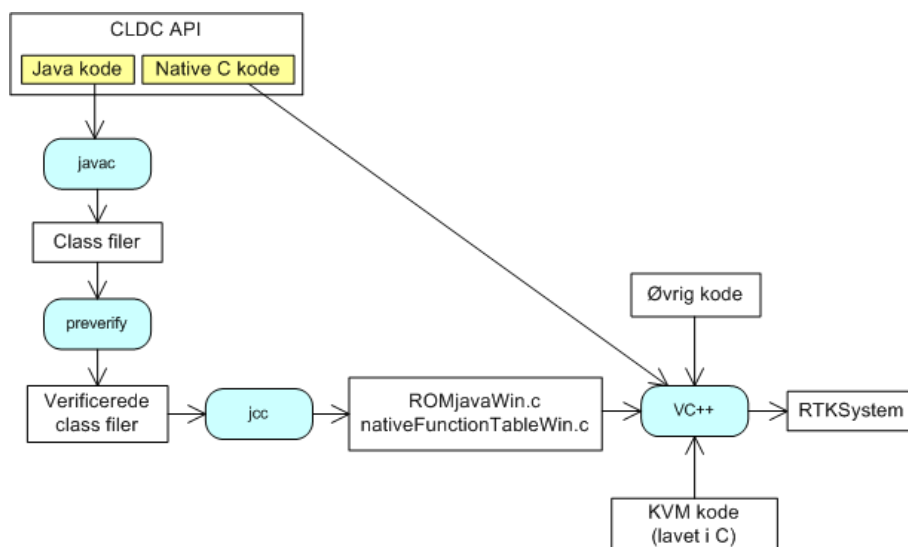 CLDC API
Java kode
Native C kode
javac
Class filer
preverify
Verificerede
class filer
jcc
ROMjavaWin.c
nativeFunctionTableWin.c
Øvrig kode
VC++
RTKSystem
KVM kode
(lavet i C)